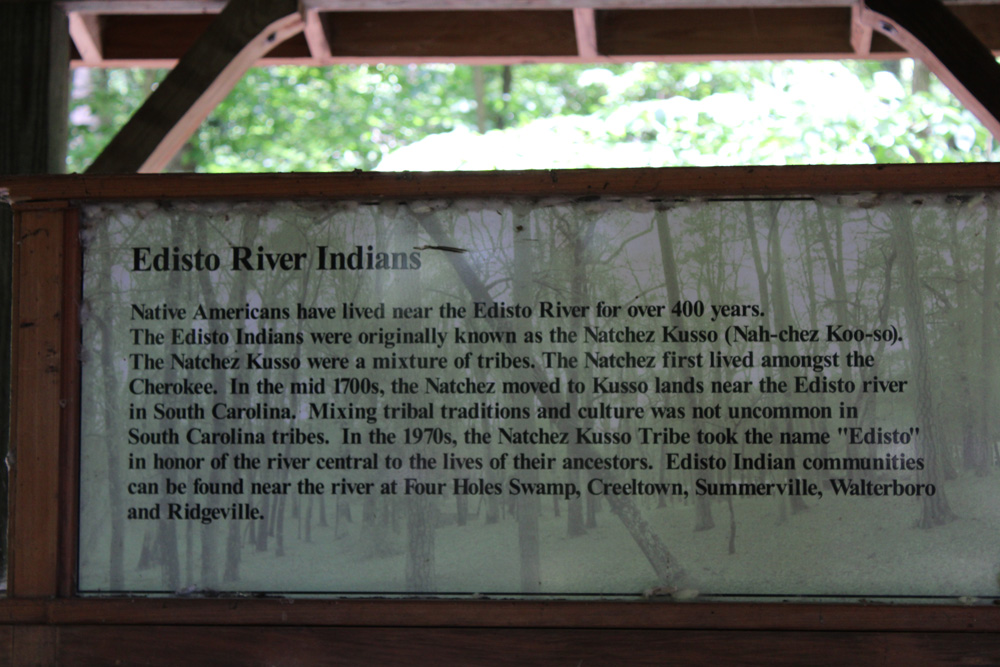 Edisto River Indians
Native Americans have lived near the Edisto River for over 400 years.
The Edisto Indians were originally known as the Natchez Kusso (Nah-chez Koo-so).
The Natchez Kusso were a mixture of tribes. The Natchez first lived amongst the
Cherokee. In the mid 1700s, the Natchez moved to Kusso lands near the Edisto river
in South Carolina. Mixing tribal traditions and culture was not uncommon in
South Carolina tribes. In the 1970s, the Natchez Kusso Tribe took the name "Edisto"
in honor of the river central to the lives of their ancestors. Edisto Indian communities
can be found near the river at Four Holes Swamp, Creeltown, Summerville, Walterboro
and Ridgeville.